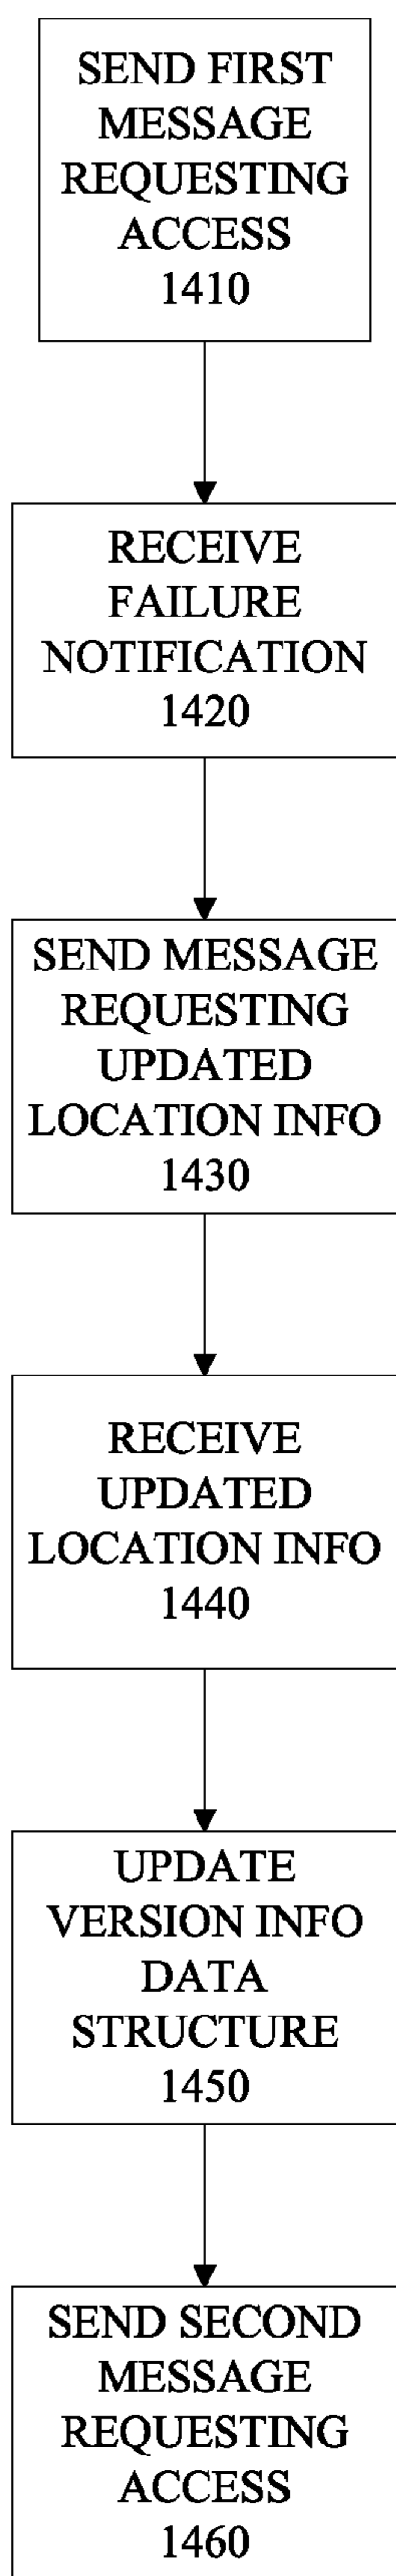 SEND FIRST
MESSAGE
REQUESTING
ACCESS
1410
RECEIVE
FAILURE
NOTIFICATION
1420
SEND MESSAGE
REQUESTING
UPDATED
LOCATION INFO
1430
RECEIVE
UPDATED
LOCATION INFO
1440
UPDATE
VERSION INFO
DATA
STRUCTURE
1450
SEND SECOND
MESSAGE
REQUESTING
ACCESS
1460